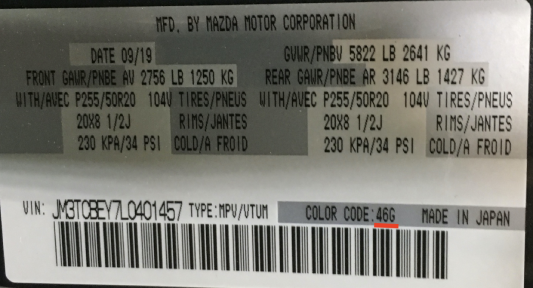 MFD. BY MAZDA MOTOR CORPORATION
DATE 09/19 GVWR/PNBV 5822 LB 2641 KG
FRONT GAWR/PNBE AV 2756 LB 1250 KG REAR GAWR/PNBE AR 3146 LB 1427 KG
WITH/AVEC P255/50R20 104V TIRES/PNEUS WITH/AVEC P255/50R20 104V TIRES/PNEUS
20X8 1/2J RIMS/JANTES 20X8 1/2J RIMS/JANTES
230 KPA/34 PSI COLD/A FROID 230 KPA/34 PSI COLD/A FROID
VIN: JM3TCBEY7L0401457 TYPE:MPV/VTUM COLOR CODE:46G MADE IN JAPAN